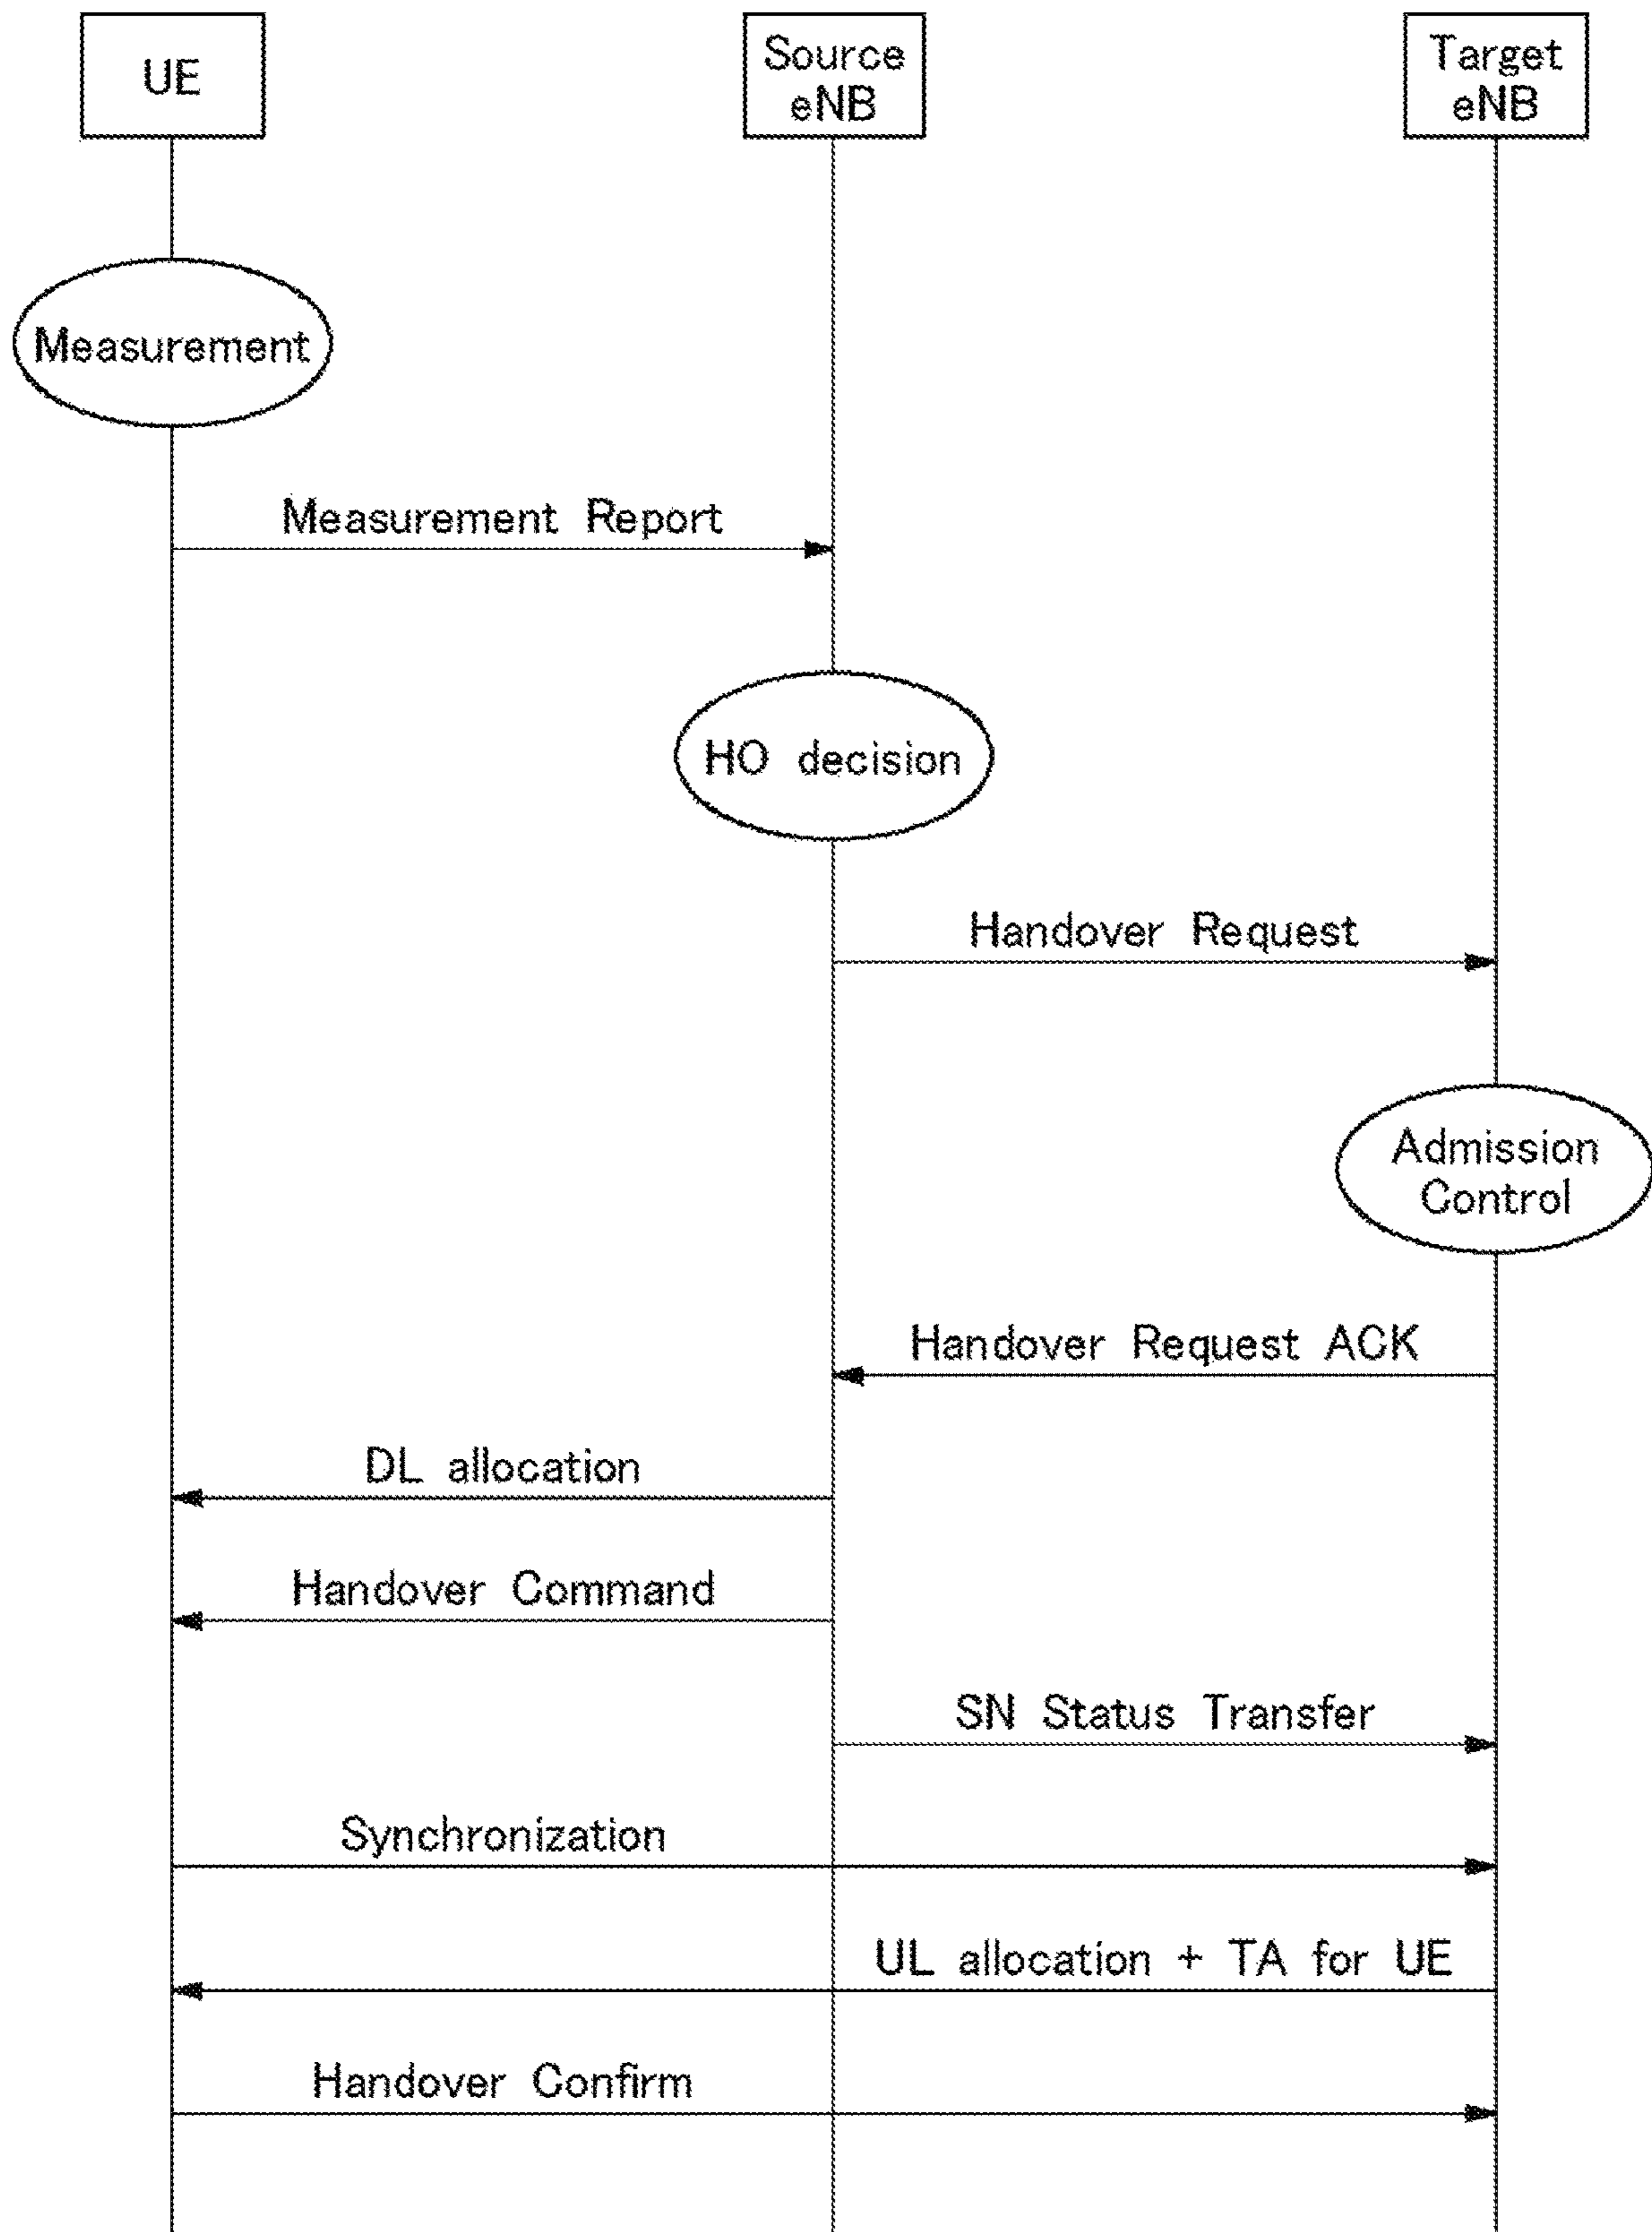 UE
Source
eNB
Target
eNB
Measurement
Measurement Report
HO decision
Handover Request
Admission
Control
Handover Request ACK
DL allocation
Handover Command
SN Status Transfer
Synchronization
UL allocation + TA for UE
Handover Confirm